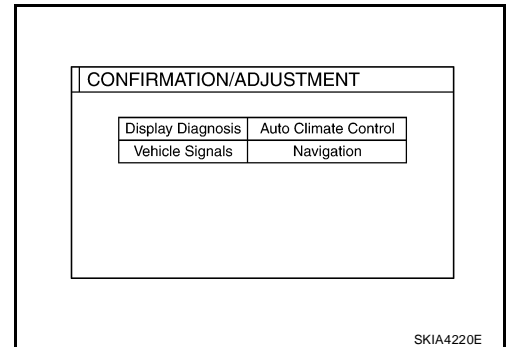 CONFIRMATION/ADJUSTMENT
Display Diagnosis Auto Climate Control
Vehicle Signals Navigation
SKIA4220E